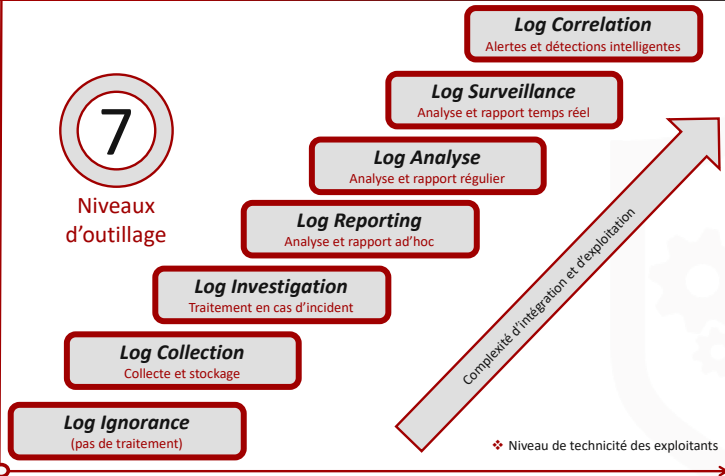 Log Correlation
Alertes et détections intelligentes
Log Surveillance
Analyse et rapport temps réel
7
Niveaux
d'outillage
Log Analyse
Analyse et rapport régulier
Log Reporting
Analyse et rapport ad'hoc
Log Investigation
Traitement en cas d'incident
Log Collection
Collecte et stockage
Log Ignorance
(pas de traitement)
Complexité d'intégration et d'exploitation
❖ Niveau de technicité des exploitants